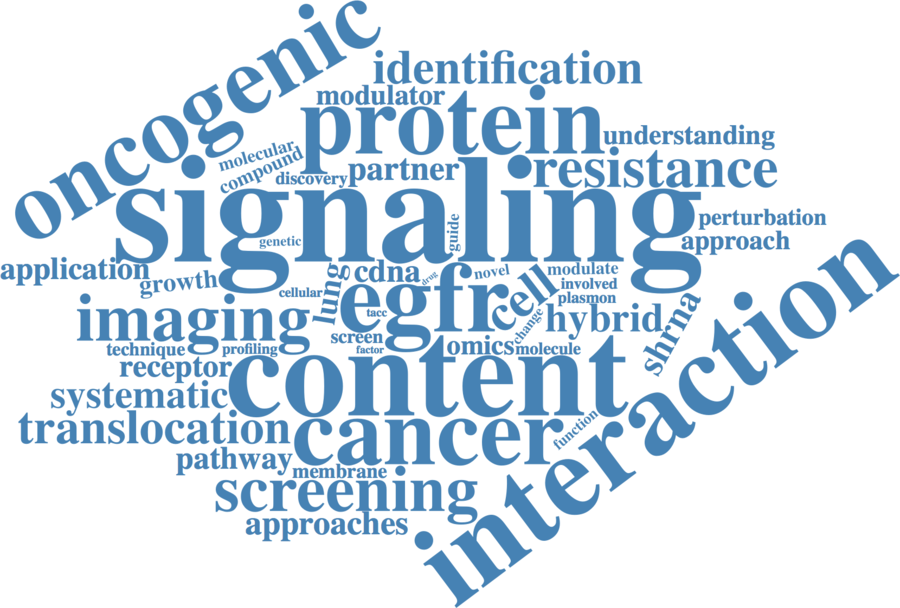 oncogenic
identification
modulator
protein
understanding
molecular
compound
discovery
partner
resistance
signaling
guide
genetic
perturbation
approach
application
growth
cellular
lung
cdna
drug
novel
cell
modulate
involved
plasmon
egfr
tacc
change
hybrid
shrna
imaging
screen
factor
technique
profiling
omics
molecule
receptor
content
systematic
translocation
cancer
function
interaction
pathway
membrane
screening
approaches